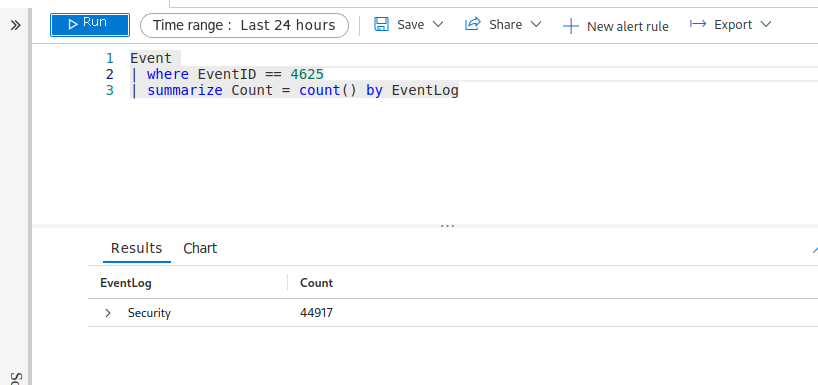 Run
Time range : Last 24 hours
Save
Share
New alert rule
Export
1 Event
2 | where EventID == 4625
3 | summarize Count = count() by EventLog
Results Chart
EventLog Count
Security 44917